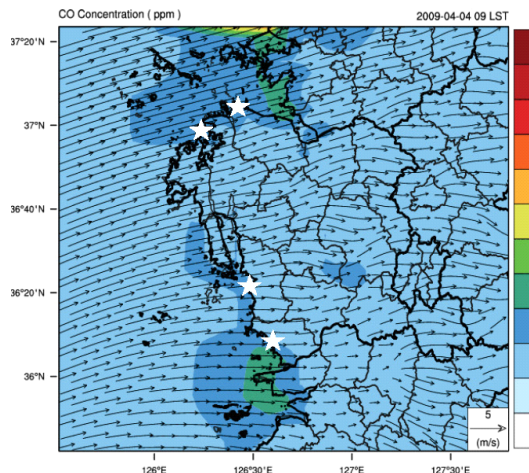 CO Concentration ( ppm )
2009-04-04 09 LST
37°20'N
37°N
36°40'N
36°20'N
36°N
5
(m/s)
126°E
126°30'E
127°E
127°30'E